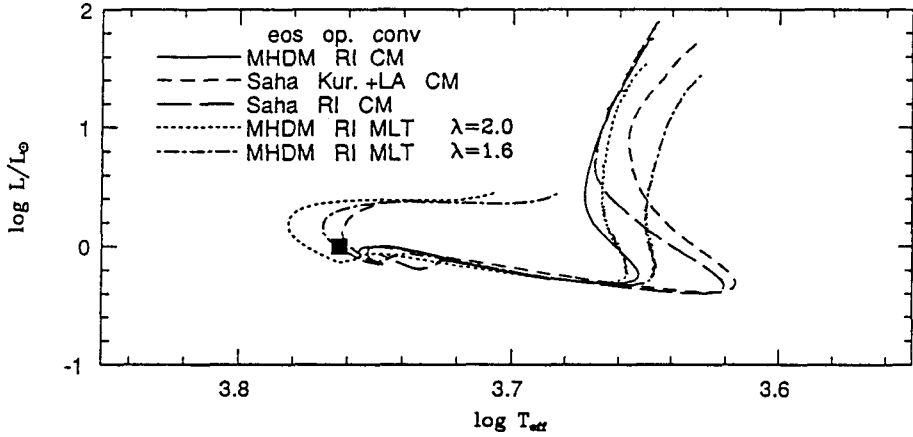 2
1
0
-1
log L/L☉
eos op. conv
MHDM RI CM
Saha Kur. +LA CM
Saha RI CM
MHDM RI MLT λ=2.0
MHDM RI MLT λ=1.6
3.8
3.7
3.6
log Teff